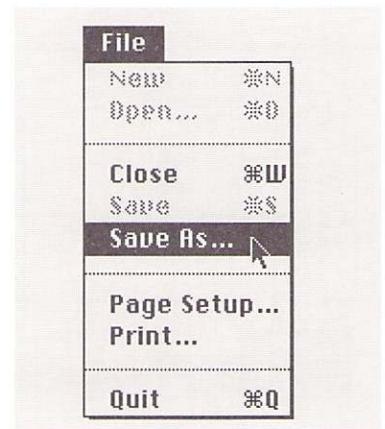 File
New ⌘N
Open... ⌘O
Close ⌘W
Save ⌘S
Save As...
Page Setup...
Print...
Quit ⌘Q